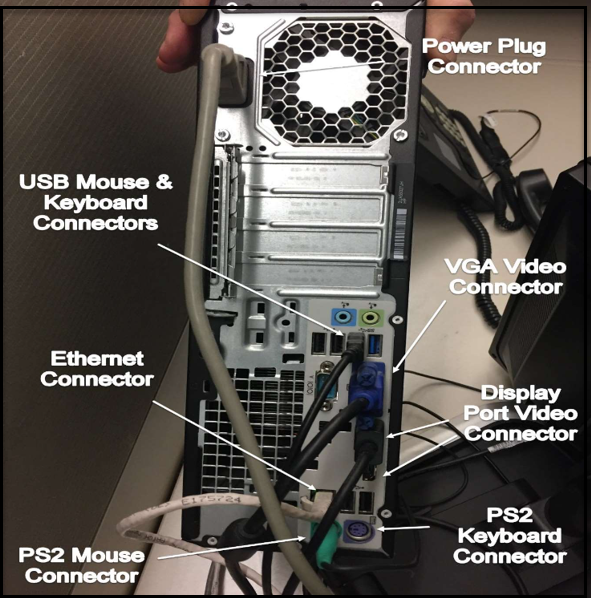 Power Plug
Connector
USB Mouse &
Keyboard
Connectors
VGA Video
Connector
Ethernet
Connector
Display
Port Video
Connector
E175724
PS2
Keyboard
Connector
PS2 Mouse
Connector